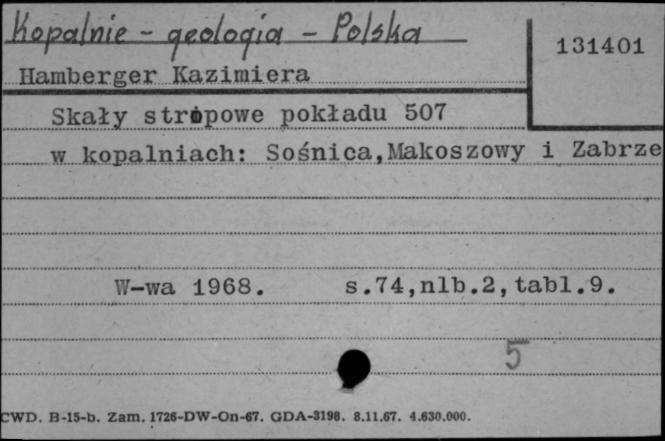 Kopalnie - geologia - Polska
131401
Hamberger Kazimiera
Skały stropowe pokładu 507
w kopalniach: Sośnica,Makoszowy i Zabrze
W-wa 1968. s.74,nlb.2,tabl.9.
5
CWD. B-15-b. Zam. 1726-DW-On-67. GDA-3198. 8.11.67. 4.630.000.